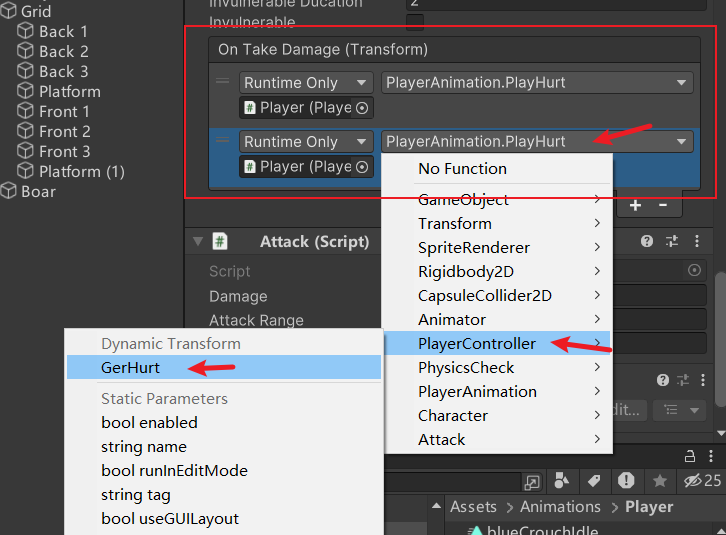 Grid
Back 1
Back 2
Back 3
Platform
Front 1
Front 2
Front 3
Platform (1)
Boar
Invulnerable Ducation
2
Invulnerable
On Take Damage (Transform)
Runtime Only
PlayerAnimation.PlayHurt
# Player (Playe
Runtime Only
PlayerAnimation.PlayHurt
# Player (Playe
+ -
# Attack (Script)
Script
Damage
Attack Range
No Function
GameObject
Transform
SpriteRenderer
Rigidbody2D
CapsuleCollider2D
Animator
PlayerController
PhysicsCheck
PlayerAnimation
Character
Attack
Dynamic Transform
GerHurt
Static Parameters
bool enabled
string name
bool runInEditMode
string tag
bool useGUILayout
dit...
25
Assets > Animations > Player
blueCrouchIdle